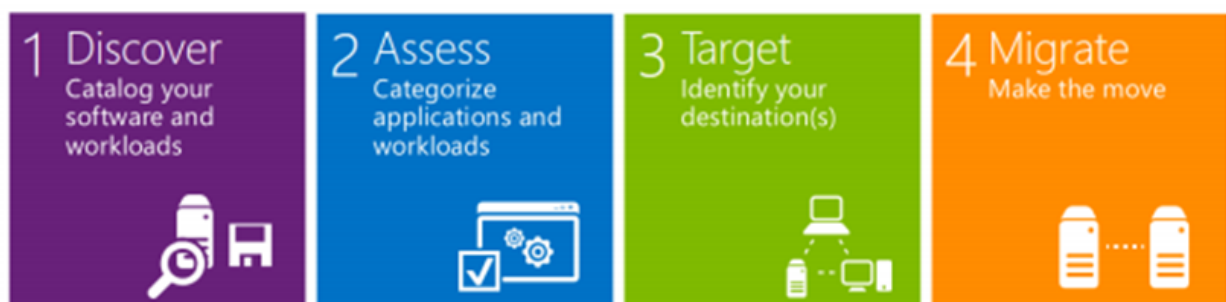 1 Discover
Catalog your
software and
workloads
2 Assess
Categorize
applications and
workloads
3 Target
Identify your
destination(s)
4 Migrate
Make the move